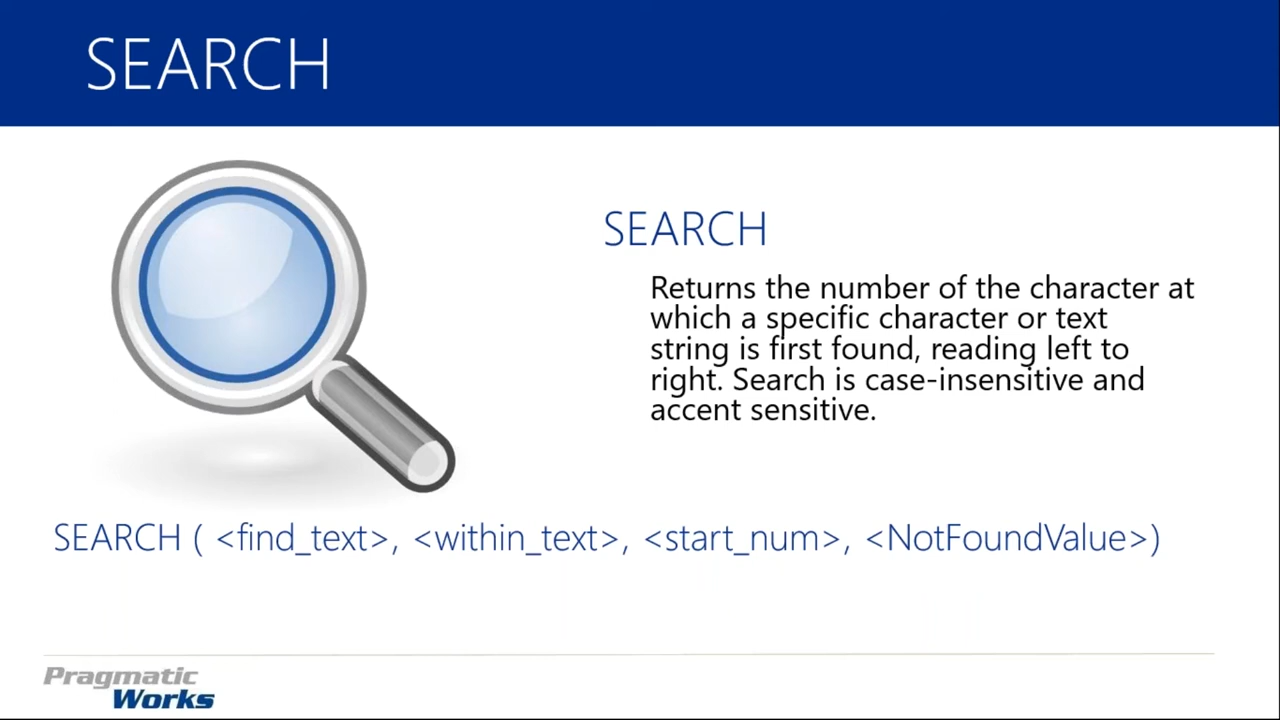 SEARCH
SEARCH
Returns the number of the character at
which a specific character or text
string is first found, reading left to
right. Search is case-insensitive and
accent sensitive.
SEARCH ( <find_text>, <within_text>, <start_num>, <NotFoundValue>)
Pragmatic
Works